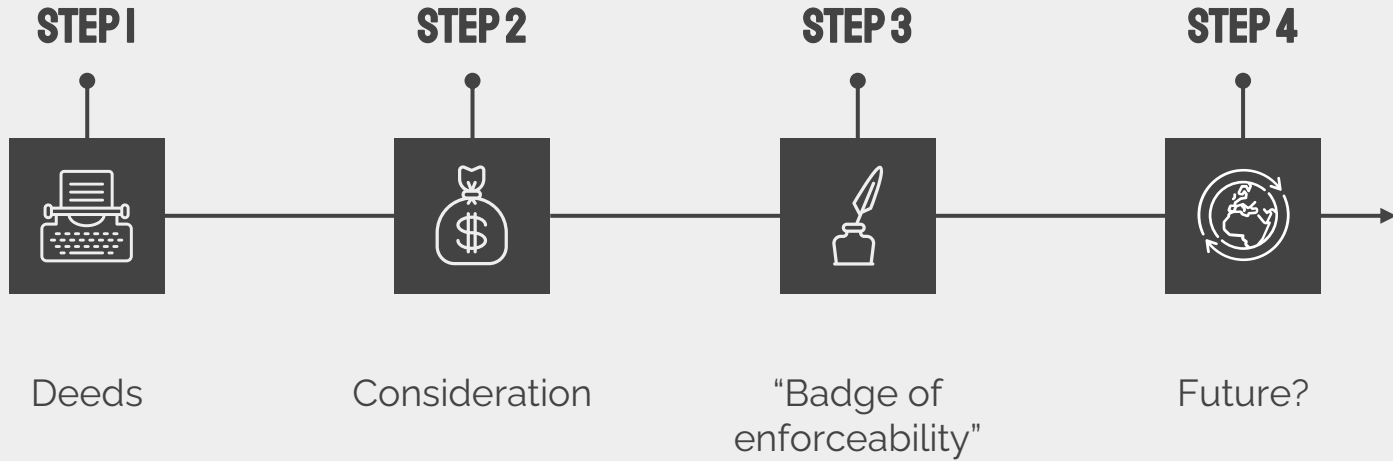 STEP 1
STEP 2
STEP 3
STEP 4
$
Deeds
Consideration
“Badge of
enforceability”
Future?